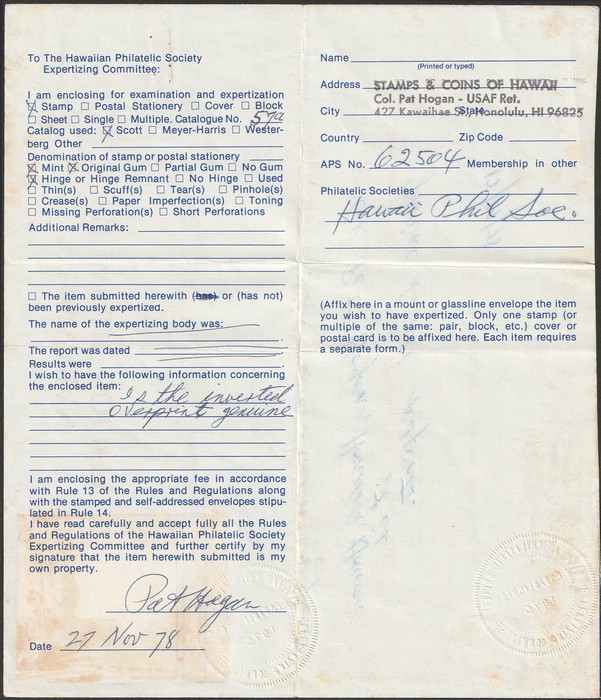 To The Hawaiian Philatelic Society
Expertizing Committee:
I am enclosing for examination and expertization
☒ Stamp ☐ Postal Stationery ☐ Cover ☐ Block
☐ Sheet ☐ Single ☐ Multiple. Catalogue No. 57a
Catalog used: ☒ Scott ☐ Meyer-Harris ☐ Wester-
berg Other
Denomination of stamp or postal stationery
☒ Mint ☒ Original Gum ☐ Partial Gum ☐ No Gum
☒ Hinge or Hinge Remnant ☐ No Hinge ☐ Used
☐ Thin(s) ☐ Scuff(s) ☐ Tear(s) ☐ Pinhole(s)
☐ Crease(s) ☐ Paper Imperfection(s) ☐ Toning
☐ Missing Perforation(s) ☐ Short Perforations
Additional Remarks:
☐ The item submitted herewith (has) or (has not)
been previously expertized.
The name of the expertizing body was:
The report was dated
Results were
I wish to have the following information concerning
the enclosed item:
Is the inverted
Overprint genuine
I am enclosing the appropriate fee in accordance
with Rule 13 of the Rules and Regulations along
with the stamped and self-addressed envelopes stipu-
lated in Rule 14.
I have read carefully and accept fully all the Rules
and Regulations of the Hawaiian Philatelic Society
Expertizing Committee and further certify by my
signature that the item herewith submitted is my
own property.
Pat Hogan
Date 27 Nov 78
Name
(Printed or typed)
Address STAMPS & COINS OF HAWAII
Col. Pat Hogan - USAF Ret.
City 427 Kawaihae St., Honolulu, HI 96825 State
Country Zip Code
APS No. 62504 Membership in other
Philatelic Societies
Hawaii Phil Soc.
(Affix here in a mount or glassline envelope the item
you wish to have expertized. Only one stamp (or
multiple of the same: pair, block, etc.) cover or
postal card is to be affixed here. Each item requires
a separate form.)